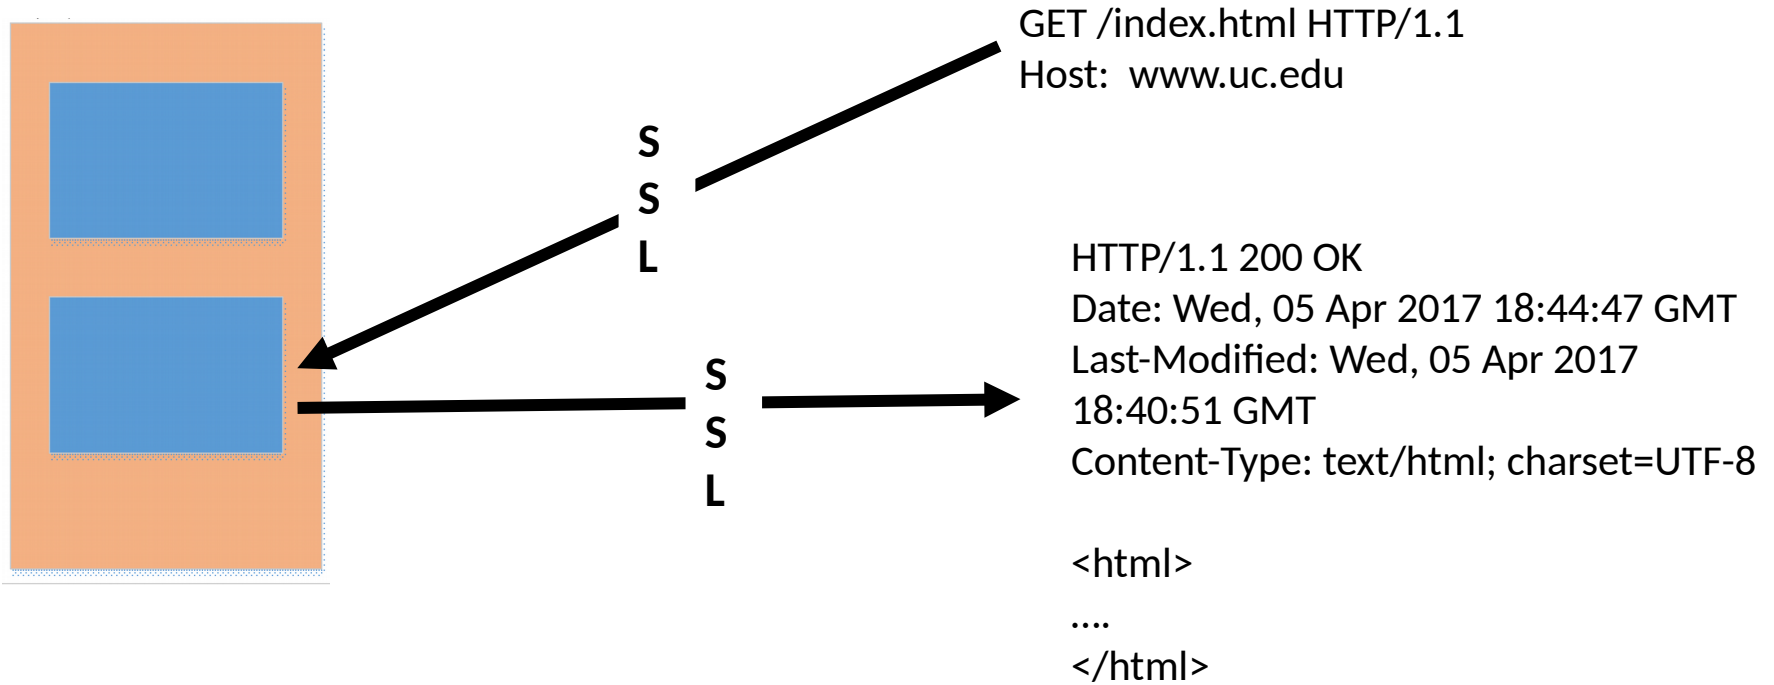 GET /index.html HTTP/1.1
Host:  www.uc.edu
S
S
L
HTTP/1.1 200 OK
Date: Wed, 05 Apr 2017 18:44:47 GMT
Last-Modified: Wed, 05 Apr 2017
18:40:51 GMT
Content-Type: text/html; charset=UTF-8
S
S
L
<html>
....
</html>